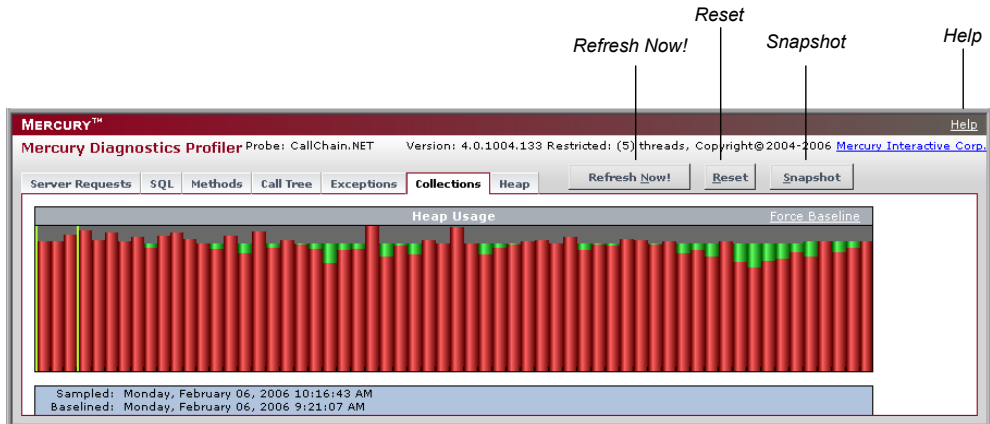 Reset
Refresh Now!
Snapshot
Help
MERCURY™
Help
Mercury Diagnostics Profiler Probe: CallChain.NET Version: 4.0.1004.133 Restricted: (5) threads, Copyright©2004-2006 Mercury Interactive Corp.
Server Requests SQL Methods Call Tree Exceptions Collections Heap Refresh Now! Reset Snapshot
Heap Usage Force Baseline
Sampled: Monday, February 06, 2006 10:16:43 AM
Baselined: Monday, February 06, 2006 9:21:07 AM